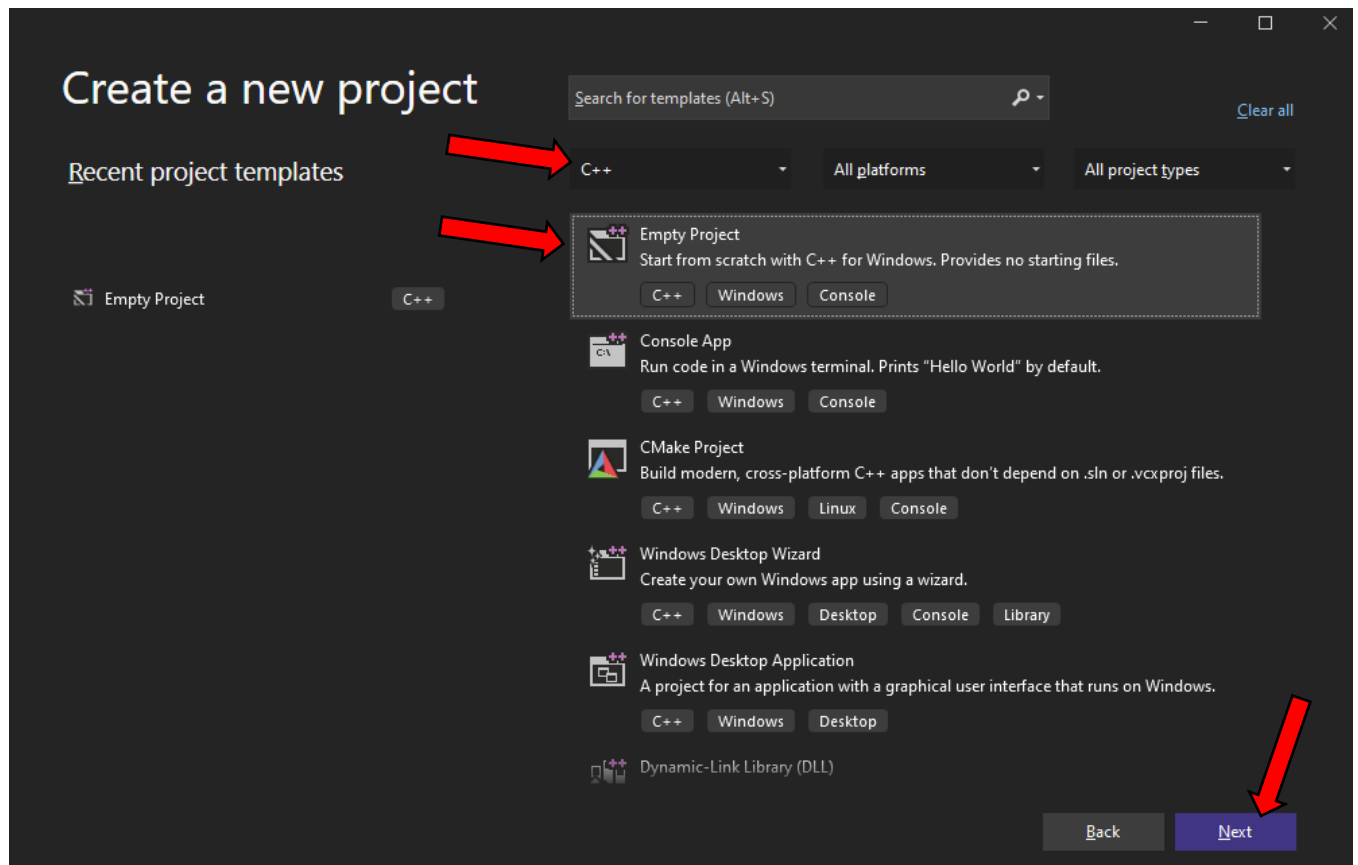 Create a new project
Search for templates (Alt+S)
Clear all
Recent project templates
C++
All platforms
All project types
Empty Project
C++
Empty Project
Start from scratch with C++ for Windows. Provides no starting files.
C++ Windows Console
Console App
Run code in a Windows terminal. Prints "Hello World" by default.
C++ Windows Console
CMake Project
Build modern, cross-platform C++ apps that don't depend on .sln or .vcxproj files.
C++ Windows Linux Console
Windows Desktop Wizard
Create your own Windows app using a wizard.
C++ Windows Desktop Console Library
Windows Desktop Application
A project for an application with a graphical user interface that runs on Windows.
C++ Windows Desktop
Dynamic-Link Library (DLL)
Back
Next